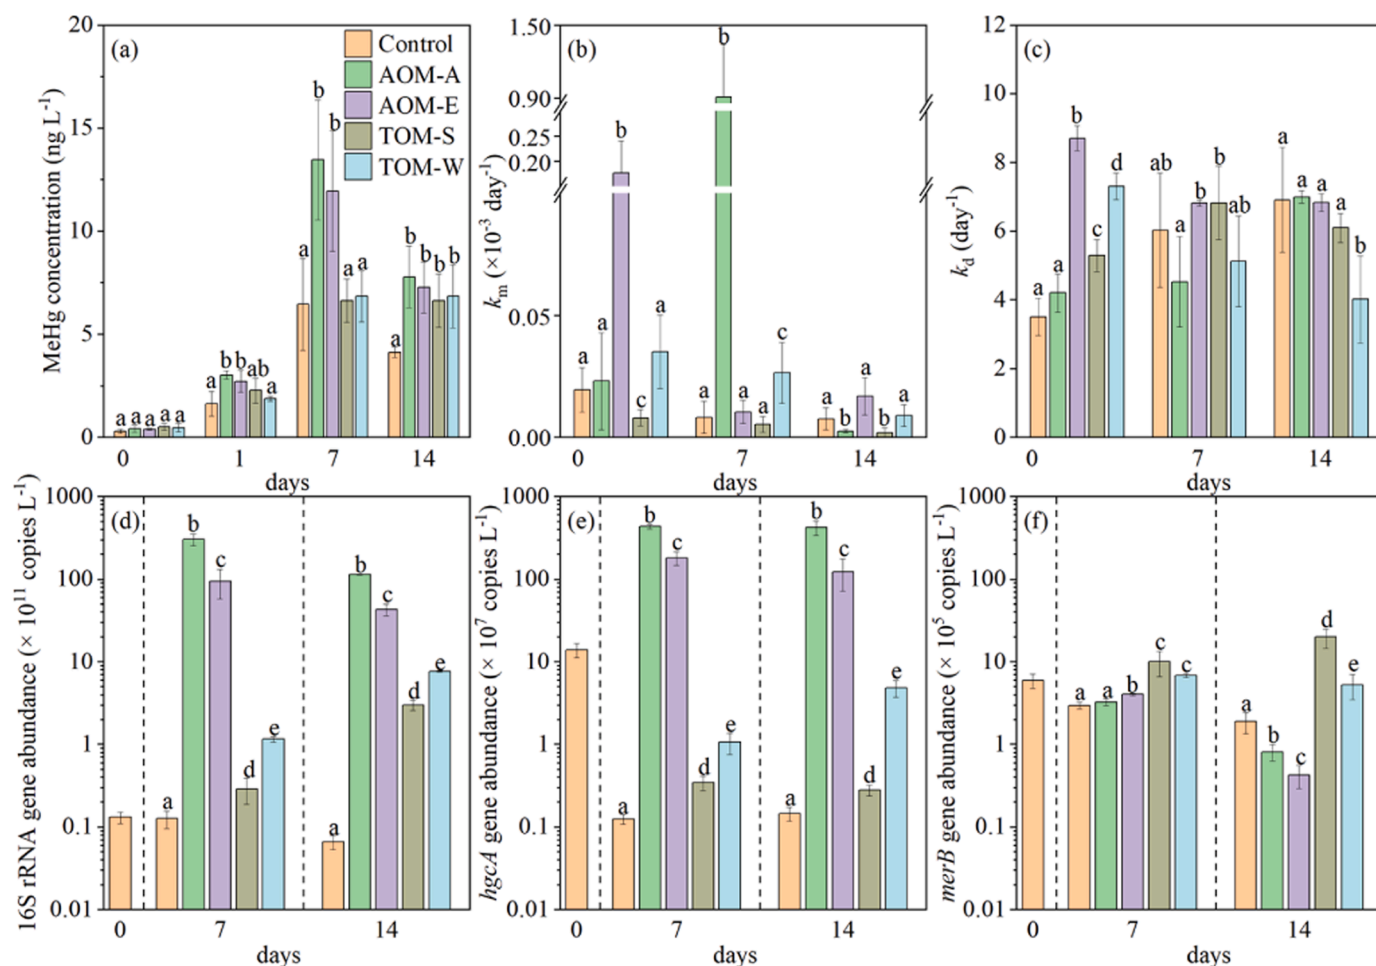 (a)
Control
AOM-A
AOM-E
TOM-S
TOM-W
MeHg concentration (ng L⁻¹)
20
15
10
5
0
a a a a a
a b b ab a
a b b a a
a b b b b
0 1 7 14
days
(b)
kₘ (×10⁻³ day⁻¹)
1.50
0.90
0.25
0.20
0.05
0.00
a a b c a
a b a a c
a b a b a
0 7 14
days
(c)
k_d (day⁻¹)
12
10
8
6
4
2
0
a a b c d
ab a b b ab
a a a a b
0 7 14
days
(d)
16S rRNA gene abundance (× 10¹¹ copies L⁻¹)
1000
100
10
1
0.1
0.01
a b c d e
a b c d e
0 7 14
days
(e)
hgcA gene abundance (× 10⁷ copies L⁻¹)
1000
100
10
1
0.1
0.01
a b c d e
a b c d e
0 7 14
days
(f)
merB gene abundance (× 10⁵ copies L⁻¹)
1000
100
10
1
0.1
0.01
a a b c c
a b c d e
0 7 14
days